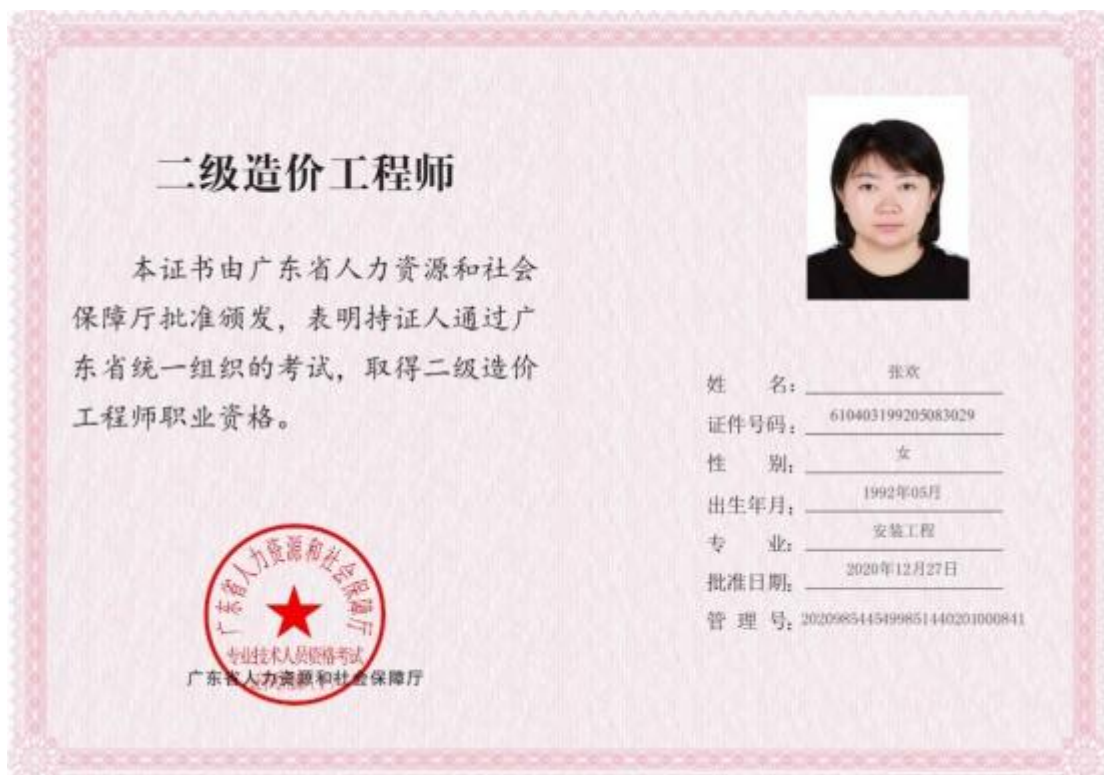 二级造价工程师
本证书由广东省人力资源和社会
保障厅批准颁发，表明持证人通过广
东省统一组织的考试，取得二级造价
工程师职业资格。
广东省人力资源和社会保障厅
专业技术人员资格考试
广东省人力资源和社会保障厅
姓 名： 张欢
证件号码： 610403199205083029
性 别： 女
出生年月： 1992年05月
专 业： 安装工程
批准日期： 2020年12月27日
管 理 号： 2020985445499851440201000841